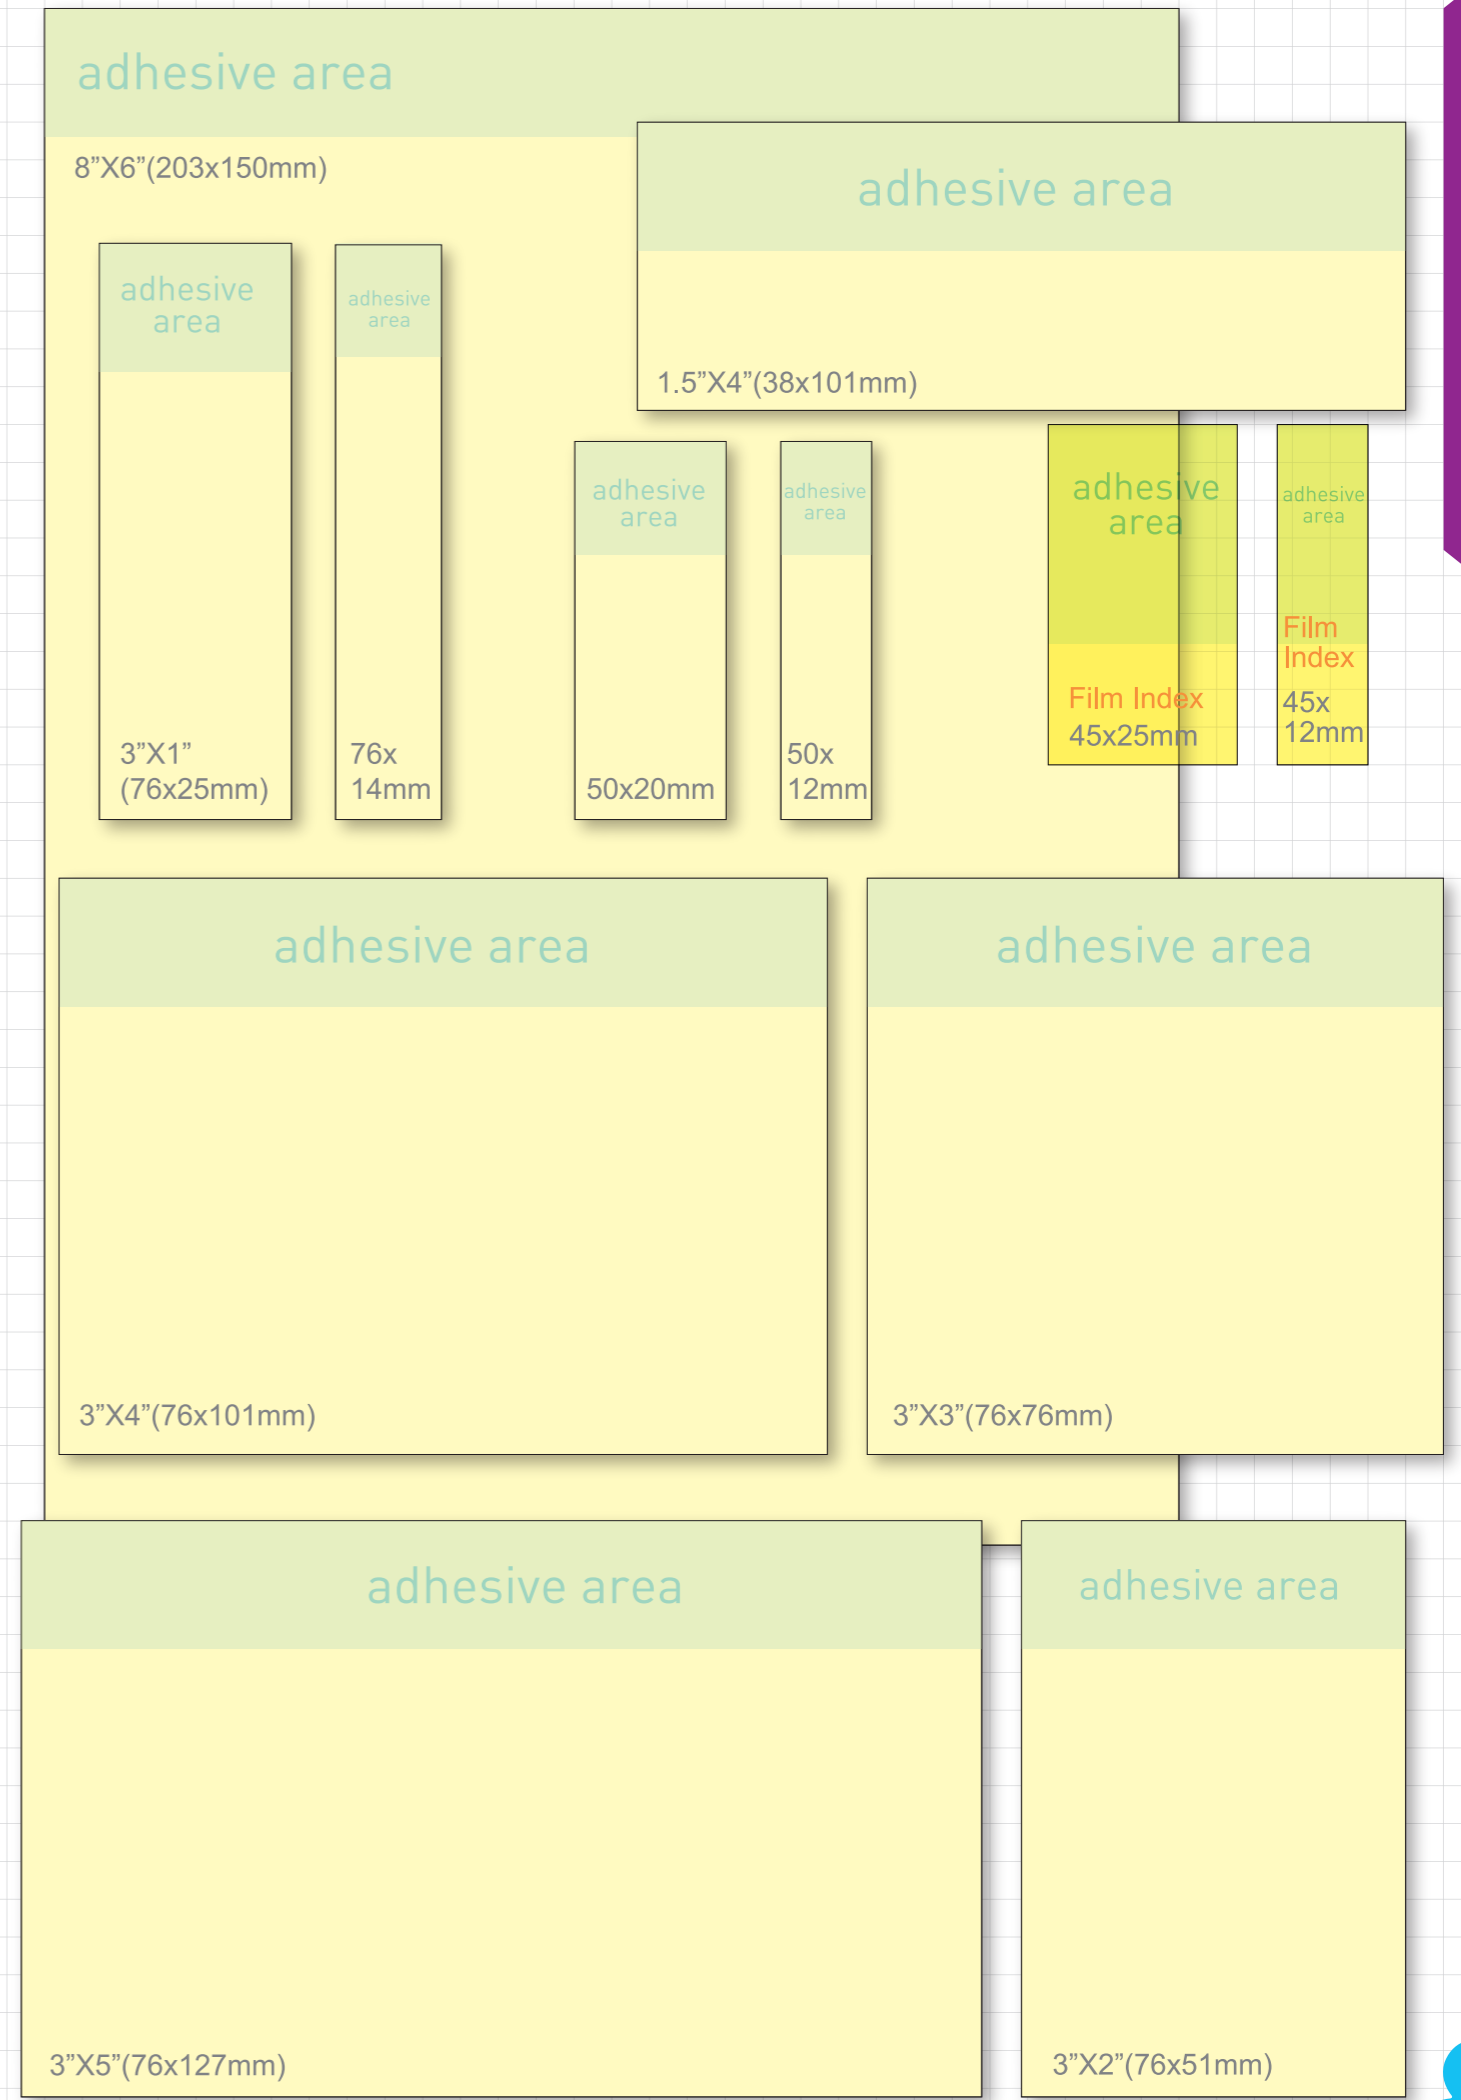 adhesive area
8”X6”(203x150mm)
adhesive area
1.5”X4”(38x101mm)
adhesive
area
3”X1”
(76x25mm)
adhesive
area
76x
14mm
adhesive
area
50x20mm
adhesive
area
50x
12mm
adhesive
area
Film Index
45x25mm
adhesive
area
Film
Index
45x
12mm
adhesive area
3”X4”(76x101mm)
adhesive area
3”X3”(76x76mm)
adhesive area
3”X5”(76x127mm)
adhesive area
3”X2”(76x51mm)